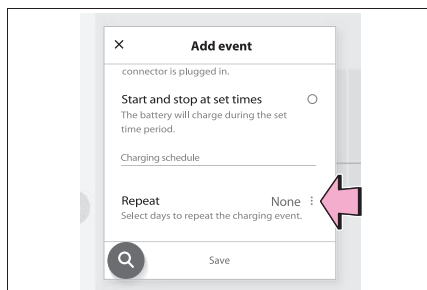 Add event
connector is plugged in.
Start and stop at set times
The battery will charge during the set
time period.
Charging schedule
Repeat None
Select days to repeat the charging event.
Save